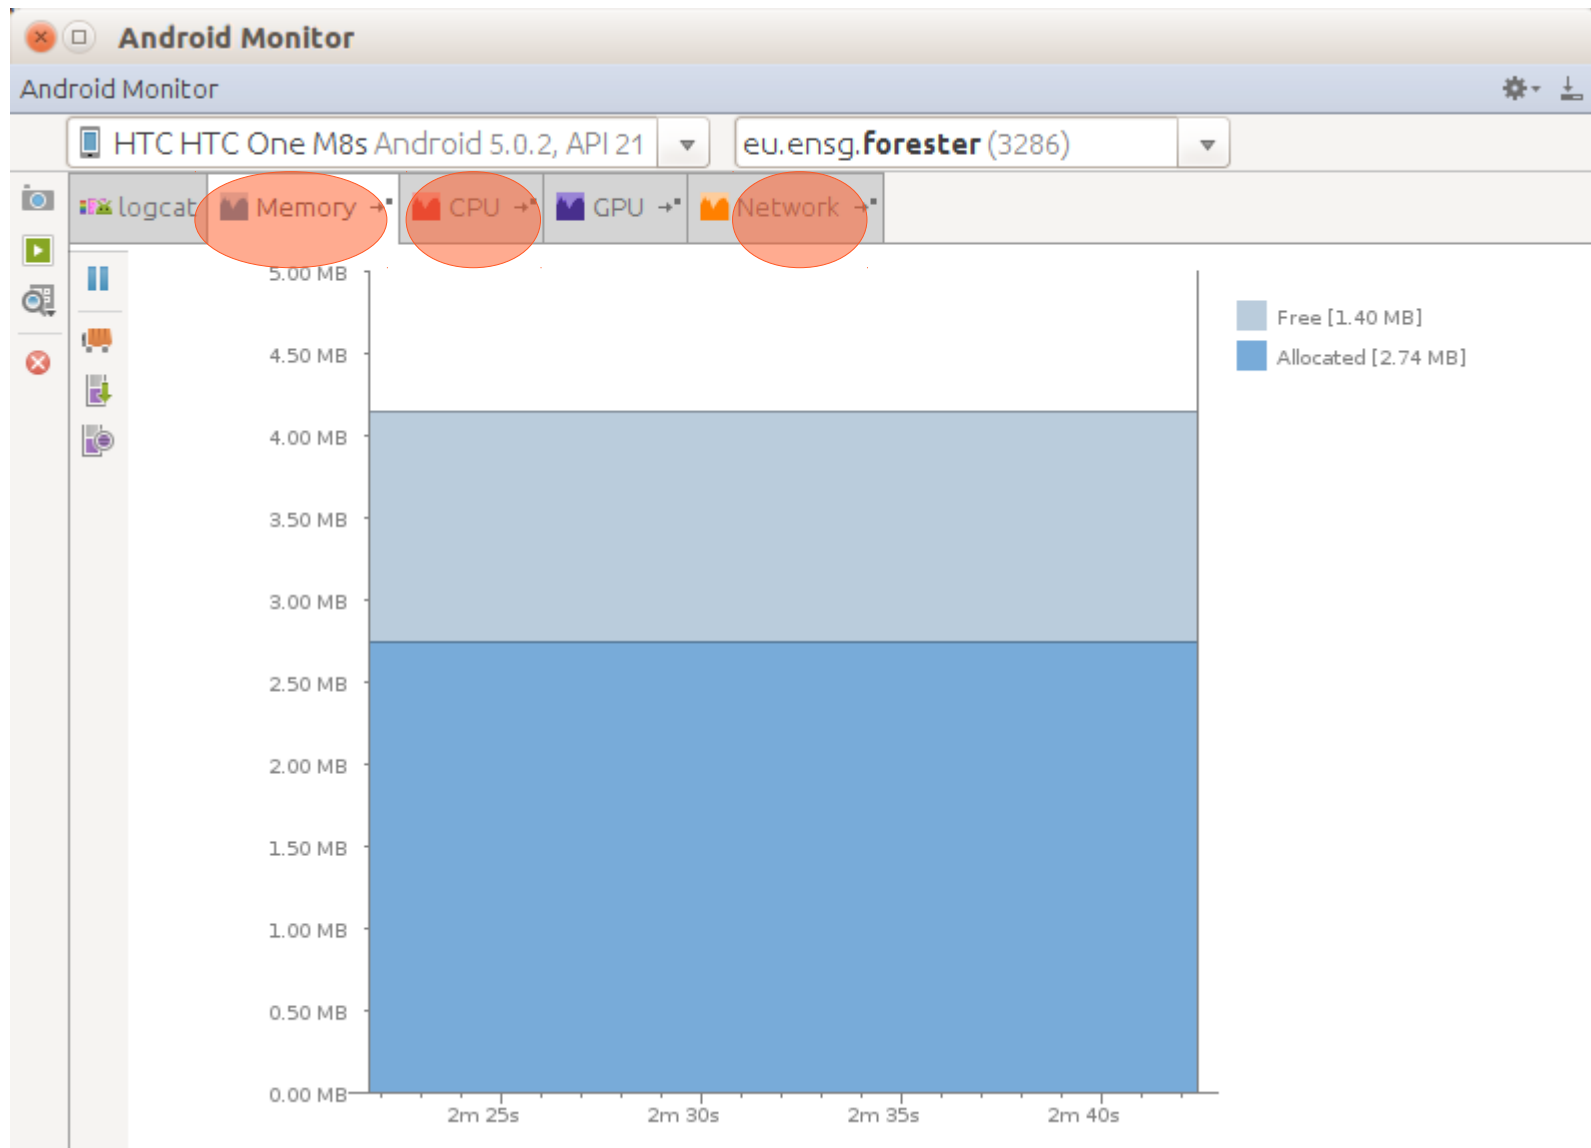 Android Monitor
Android Monitor
HTC HTC One M8s Android 5.0.2, API 21
eu.ensg.forester (3286)
logcat
Memory
CPU
GPU
Network
5.00 MB
4.50 MB
4.00 MB
3.50 MB
3.00 MB
2.50 MB
2.00 MB
1.50 MB
1.00 MB
0.50 MB
0.00 MB
Free [1.40 MB]
Allocated [2.74 MB]
2m 25s
2m 30s
2m 35s
2m 40s